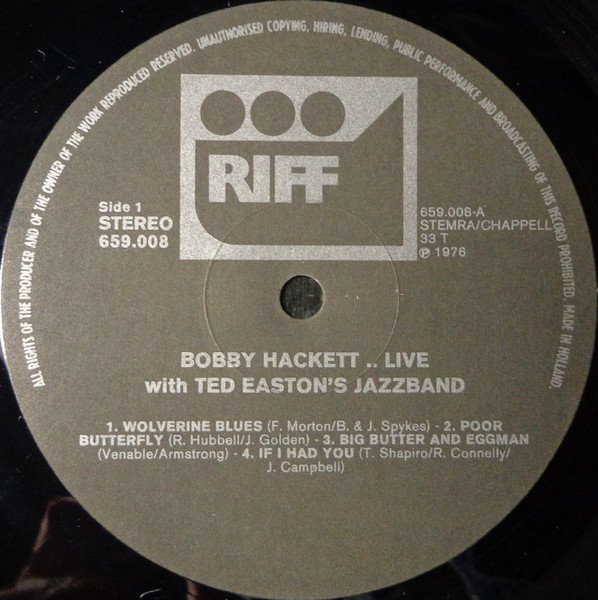 ALL RIGHTS OF THE PRODUCER AND OF THE OWNER OF THE WORK REPRODUCED RESERVED. UNAUTHORISED COPYING, HIRING, LENDING, PUBLIC PERFORMANCE AND BROADCASTING OF THIS RECORD PROHIBITED. MADE IN HOLLAND.
RIFF
Side 1
STEREO
659.008
659.008-A
STEMRA/CHAPPELL
33 T
℗ 1976
BOBBY HACKETT .. LIVE
with TED EASTON'S JAZZBAND
1. WOLVERINE BLUES (F. Morton/B. & J. Spykes) - 2. POOR
BUTTERFLY (R. Hubbell/J. Golden) - 3. BIG BUTTER AND EGGMAN
(Venable/Armstrong) - 4. IF I HAD YOU (T. Shapiro/R. Connelly/
J. Campbell)